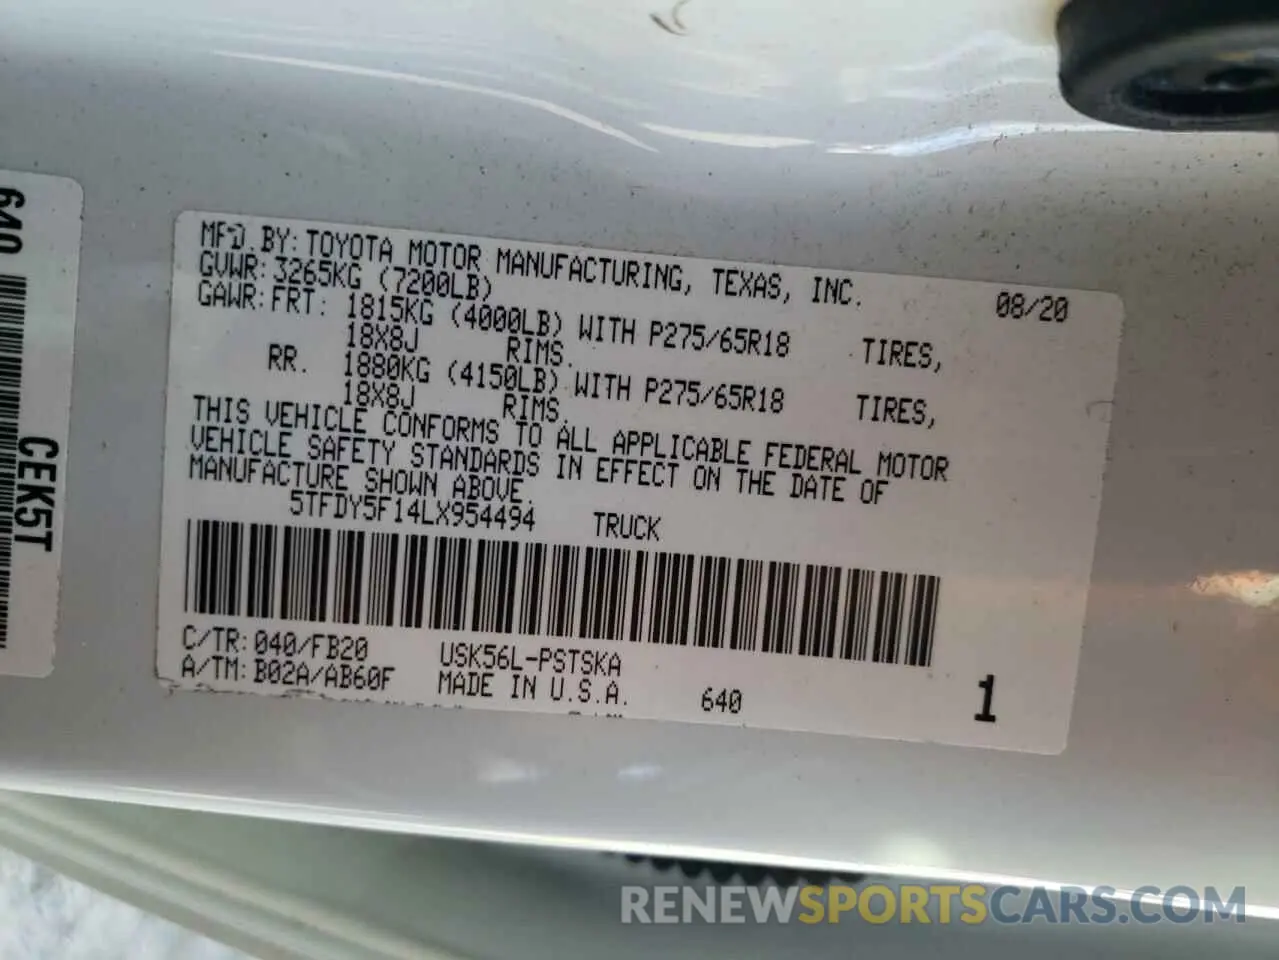 640
CEK5T
MF'D. BY: TOYOTA MOTOR MANUFACTURING, TEXAS, INC. 08/20
GVWR: 3265KG (7200LB)
GAWR: FRT: 1815KG (4000LB) WITH P275/65R18 TIRES,
18X8J RIMS.
RR. 1880KG (4150LB) WITH P275/65R18 TIRES,
18X8J RIMS.
THIS VEHICLE CONFORMS TO ALL APPLICABLE FEDERAL MOTOR
VEHICLE SAFETY STANDARDS IN EFFECT ON THE DATE OF
MANUFACTURE SHOWN ABOVE.
5TFDY5F14LX954494 TRUCK
C/TR: 040/FB20 USK56L-PSTSKA
A/TM: B02A/AB60F MADE IN U.S.A. 640 1
RENEWSPORTSCARS.COM